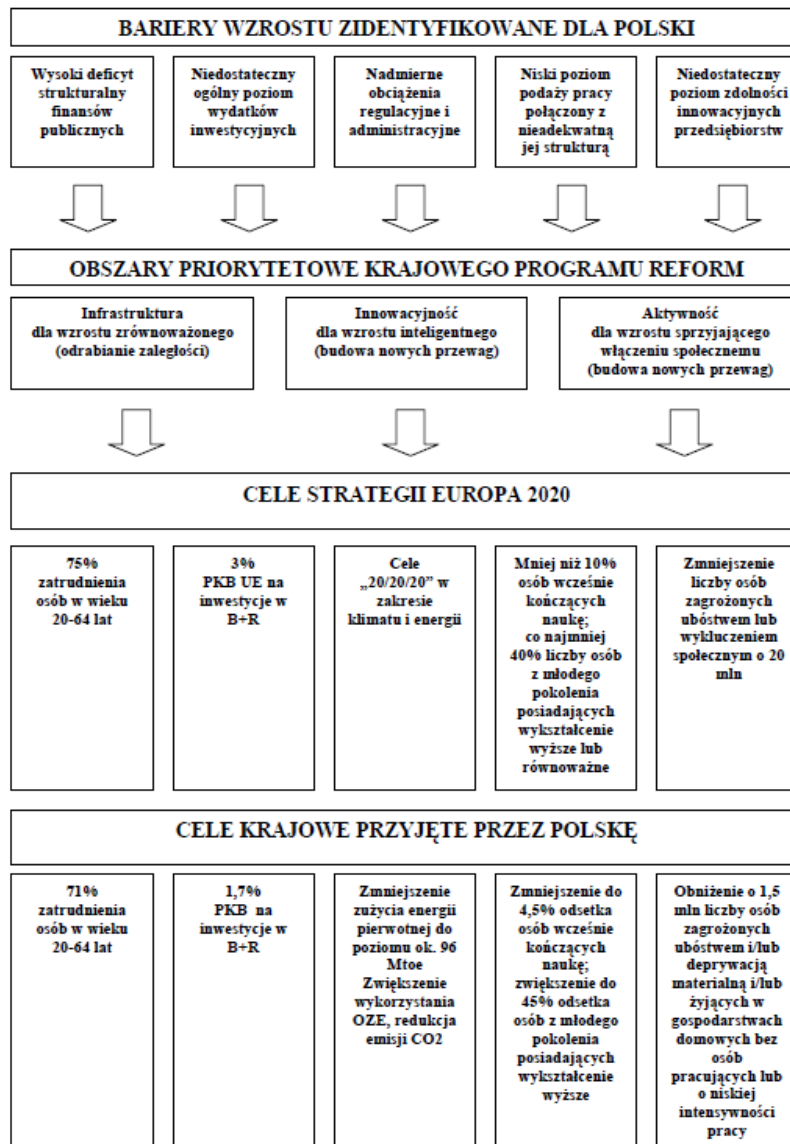 BARIERY WZROSTU ZIDENTYFIKOWANE DLA POLSKI
Wysoki deficyt
strukturalny
finansów
publicznych
Niedostateczny
ogólny poziom
wydatków
inwestycyjnych
Nadmierne
obciążenia
regulacyjne i
administracyjne
Niski poziom
podaży pracy
połączony z
nieadekwatną
jej strukturą
Niedostateczny
poziom zdolności
innowacyjnych
przedsiębiorstw
OBSZARY PRIORYTETOWE KRAJOWEGO PROGRAMU REFORM
Infrastruktura
dla wzrostu zrównoważonego
(odrabianie zaległości)
Innowacyjność
dla wzrostu inteligentnego
(budowa nowych przewag)
Aktywność
dla wzrostu sprzyjającego
włączeniu społecznemu
(budowa nowych przewag)
CELE STRATEGII EUROPA 2020
75%
zatrudnienia
osób w wieku
20-64 lat
3%
PKB UE na
inwestycje w
B+R
Cele
„20/20/20” w
zakresie
klimatu i energii
Mniej niż 10%
osób wcześnie
kończących
naukę;
co najmniej
40% liczby osób
z młodego
pokolenia
posiadających
wykształcenie
wyższe lub
równoważne
Zmniejszenie
liczby osób
zagrożonych
ubóstwem lub
wykluczeniem
społecznym o 20
mln
CELE KRAJOWE PRZYJĘTE PRZEZ POLSKĘ
71%
zatrudnienia
osób w wieku
20-64 lat
1,7%
PKB na
inwestycje w
B+R
Zmniejszenie
zużycia energii
pierwotnej do
poziomu ok. 96
Mtoe
Zwiększenie
wykorzystania
OZE, redukcja
emisji CO2
Zmniejszenie do
4,5% odsetka
osób wcześnie
kończących
naukę;
zwiększenie do
45% odsetka
osób z młodego
pokolenia
posiadających
wykształcenie
wyższe
Obniżenie o 1,5
mln liczby osób
zagrożonych
ubóstwem i/lub
deprywacją
materialną i/lub
żyjących w
gospodarstwach
domowych bez
osób
pracujących lub
o niskiej
intensywności
pracy